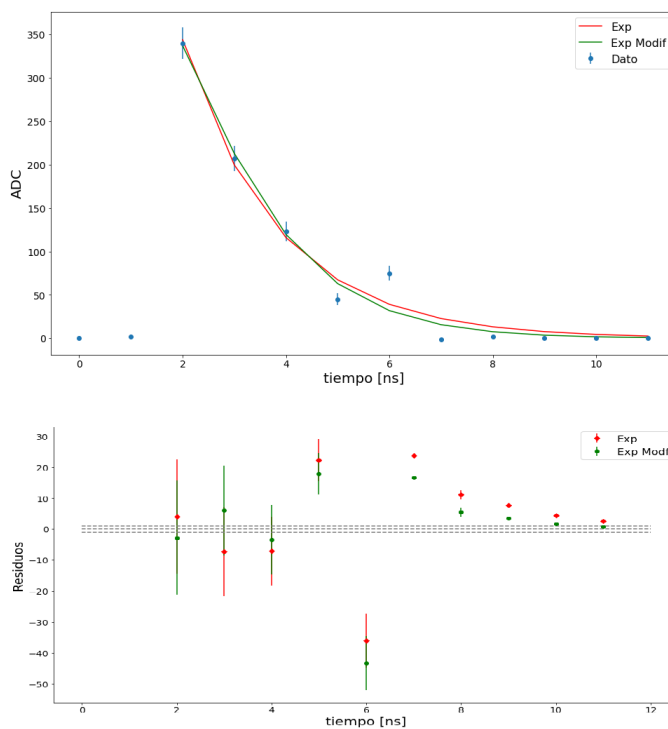 350
300
250
200
150
100
50
0
ADC
Exp
Exp Modif
Dato
0 2 4 6 8 10
tiempo [ns]
30
20
10
0
−10
−20
−30
−40
−50
Residuos
Exp
Exp Modif
0 2 4 6 8 10 12
tiempo [ns]